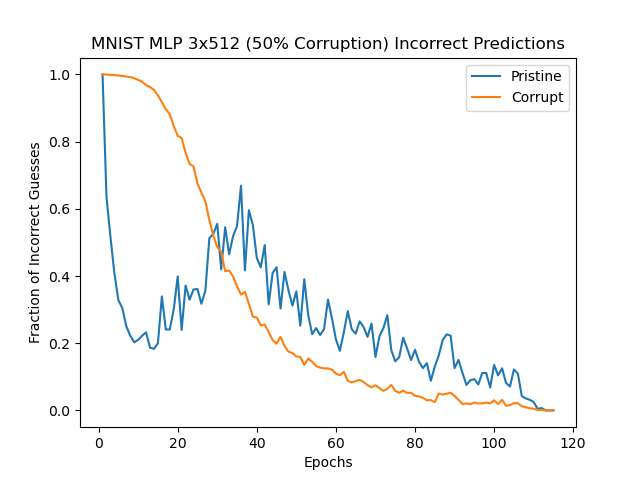 MNIST MLP 3x512 (50% Corruption) Incorrect Predictions
Pristine
Corrupt
Fraction of Incorrect Guesses
1.0
0.8
0.6
0.4
0.2
0.0
0 20 40 60 80 100 120
Epochs